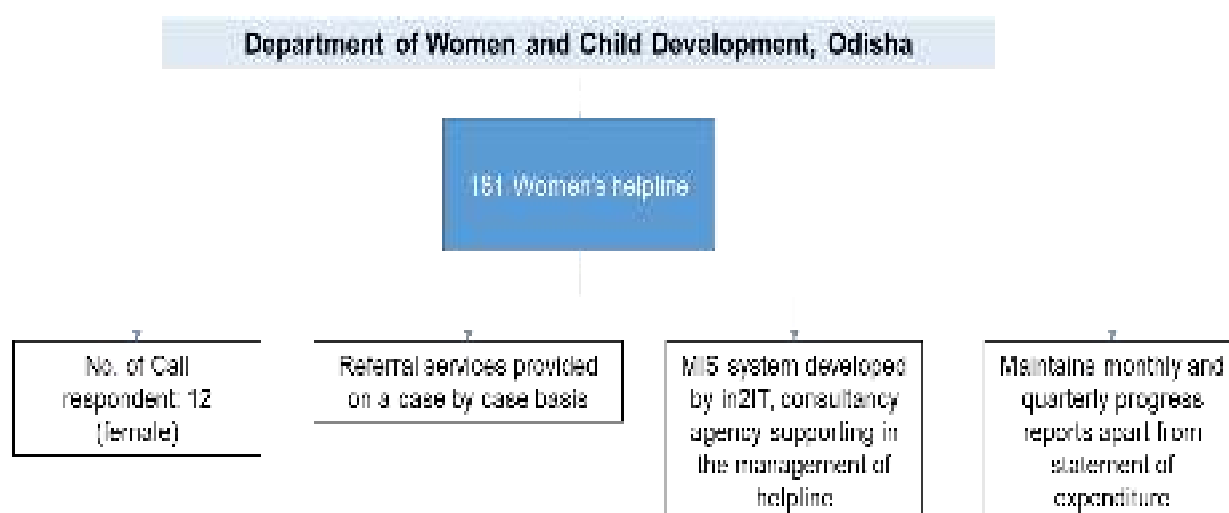 Department of Women and Child Development, Odisha
181 Women's helpline
No. of Call
respondent: 12
(female)
Referral services provided
on a case by case basis
MIS system developed
by in2IT, consultancy
agency supporting in
the management of
helpline
Maintains monthly and
quarterly progress
reports apart from
statement of
expenditure